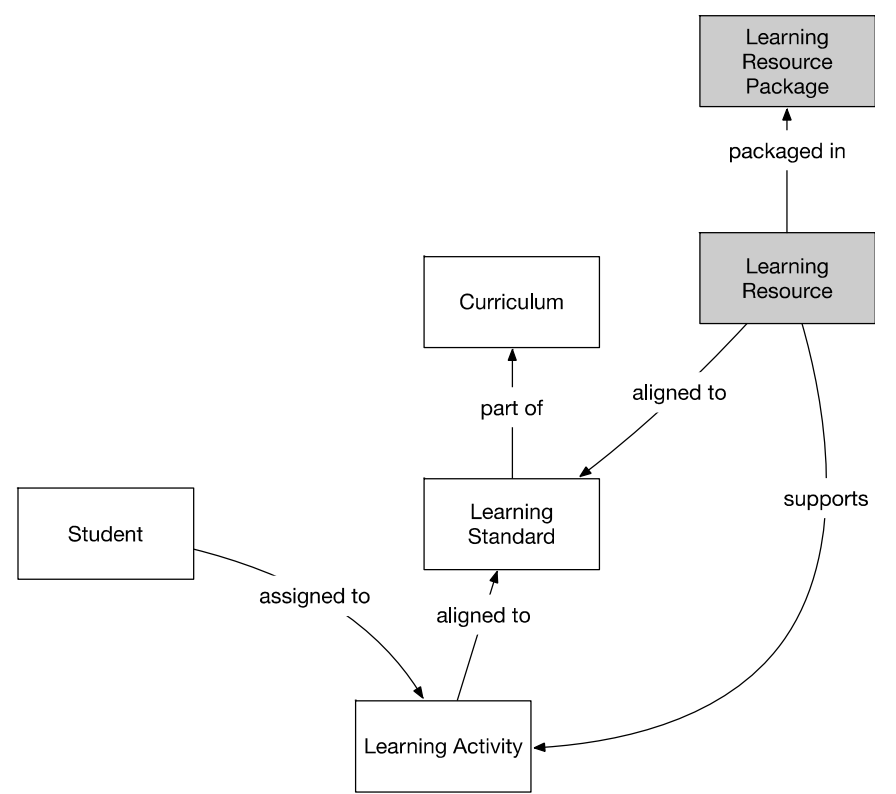 Learning
Resource
Package
packaged in
Learning
Resource
Curriculum
aligned to
part of
supports
Learning
Standard
Student
assigned to
aligned to
Learning Activity